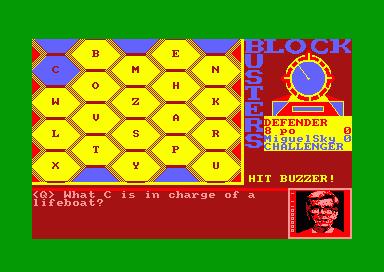 BLOCK
BUSTERS
B E
C M N
O H
W Z K
V A
L S R
T P
X Y U
DEFENDER
8 po 0
MiguelSky 0
CHALLENGER
HIT BUZZER!
<Q> What C is in charge of a
lifeboat?